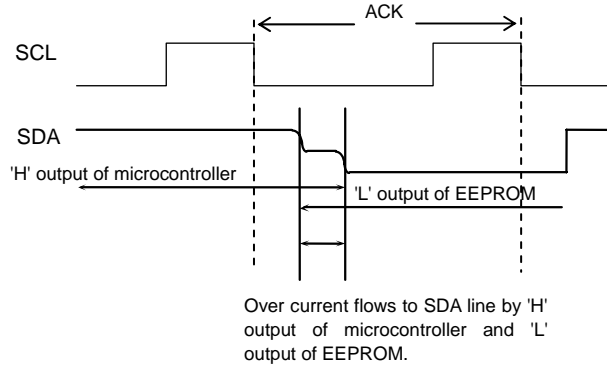 ACK
SCL
SDA
'H' output of microcontroller
'L' output of EEPROM
Over current flows to SDA line by 'H'
output of microcontroller and 'L'
output of EEPROM.